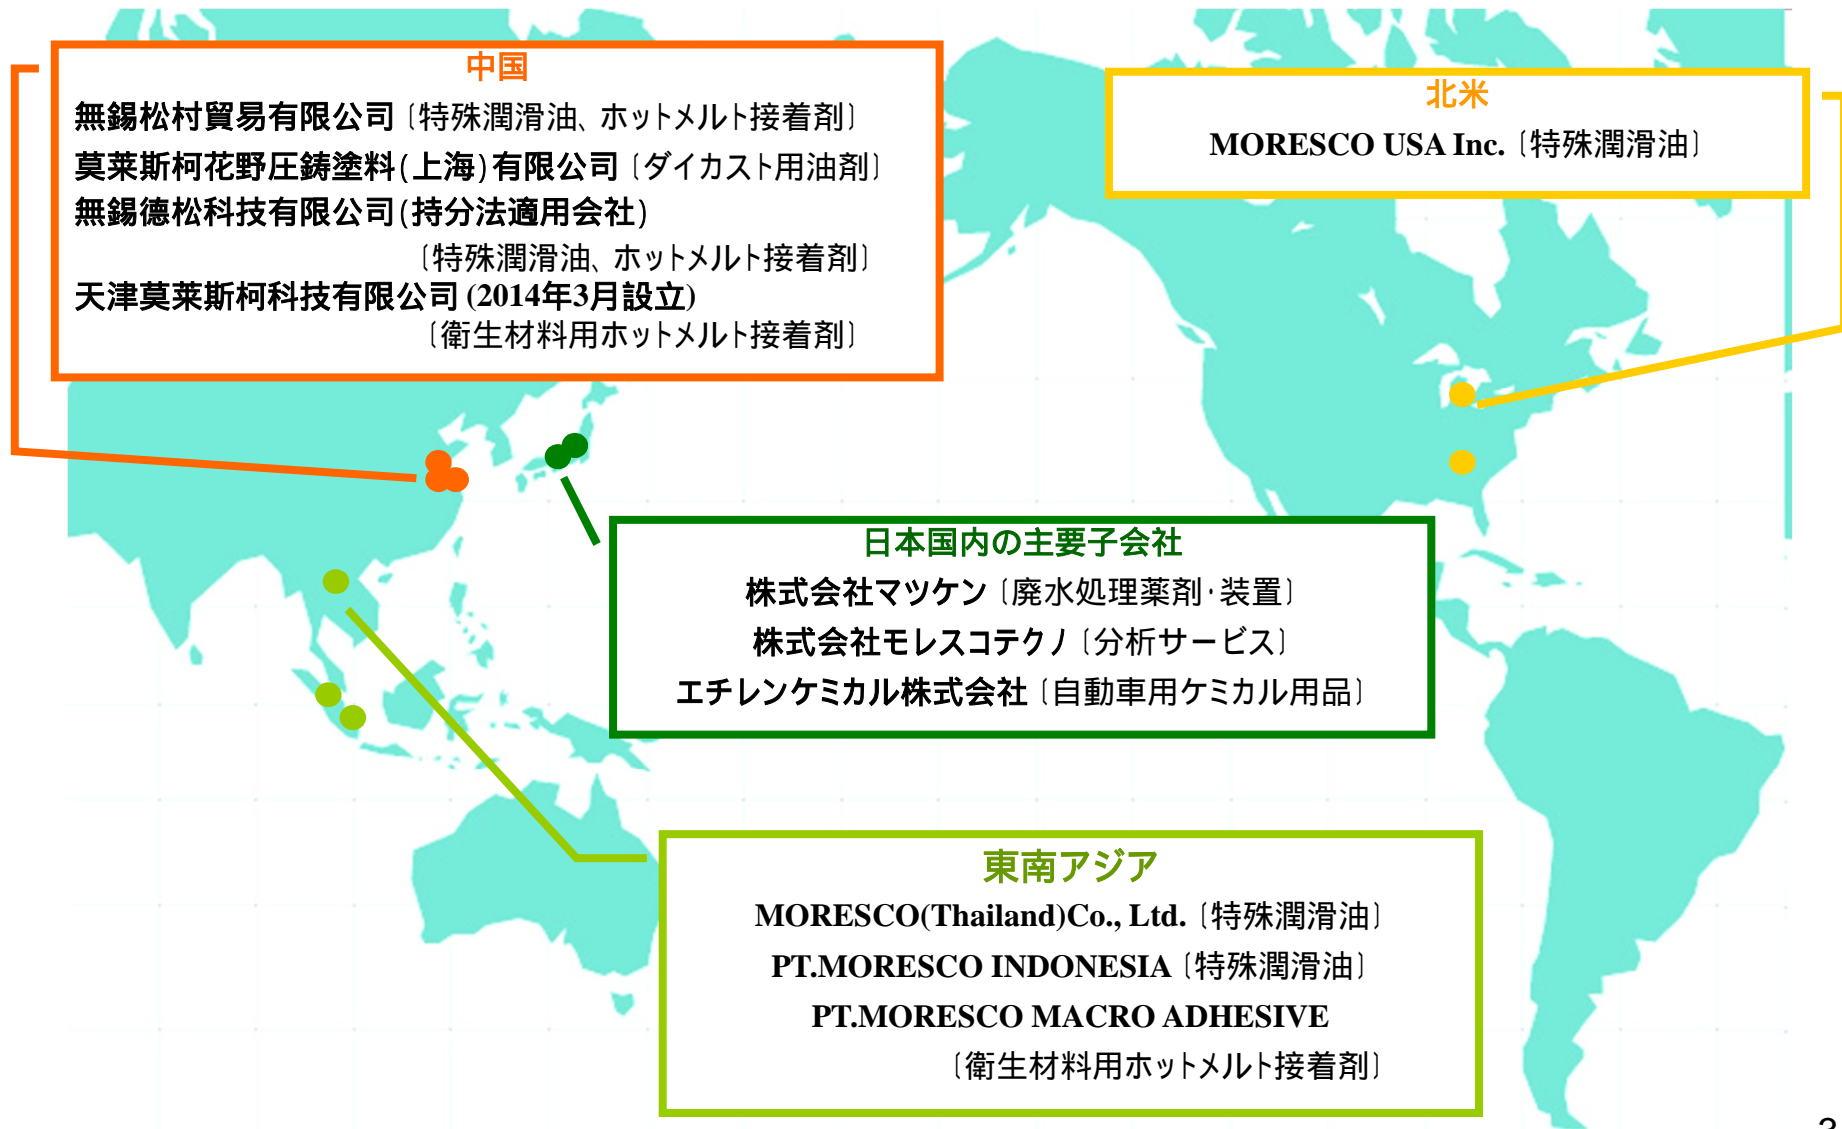 中国
無錫松村貿易有限公司〔特殊潤滑油、ホットメルト接着剤〕
莫莱斯柯花野圧鋳塗料(上海)有限公司〔ダイカスト用油剤〕
無錫德松科技有限公司(持分法適用会社)
〔特殊潤滑油、ホットメルト接着剤〕
天津莫莱斯柯科技有限公司(2014年3月設立)
〔衛生材料用ホットメルト接着剤〕
北米
MORESCO USA Inc.〔特殊潤滑油〕
日本国内の主要子会社
株式会社マツケン〔廃水処理薬剤・装置〕
株式会社モレスコテクノ〔分析サービス〕
エチレンケミカル株式会社〔自動車用ケミカル用品〕
東南アジア
MORESCO(Thailand)Co., Ltd.〔特殊潤滑油〕
PT.MORESCO INDONESIA〔特殊潤滑油〕
PT.MORESCO MACRO ADHESIVE
〔衛生材料用ホットメルト接着剤〕